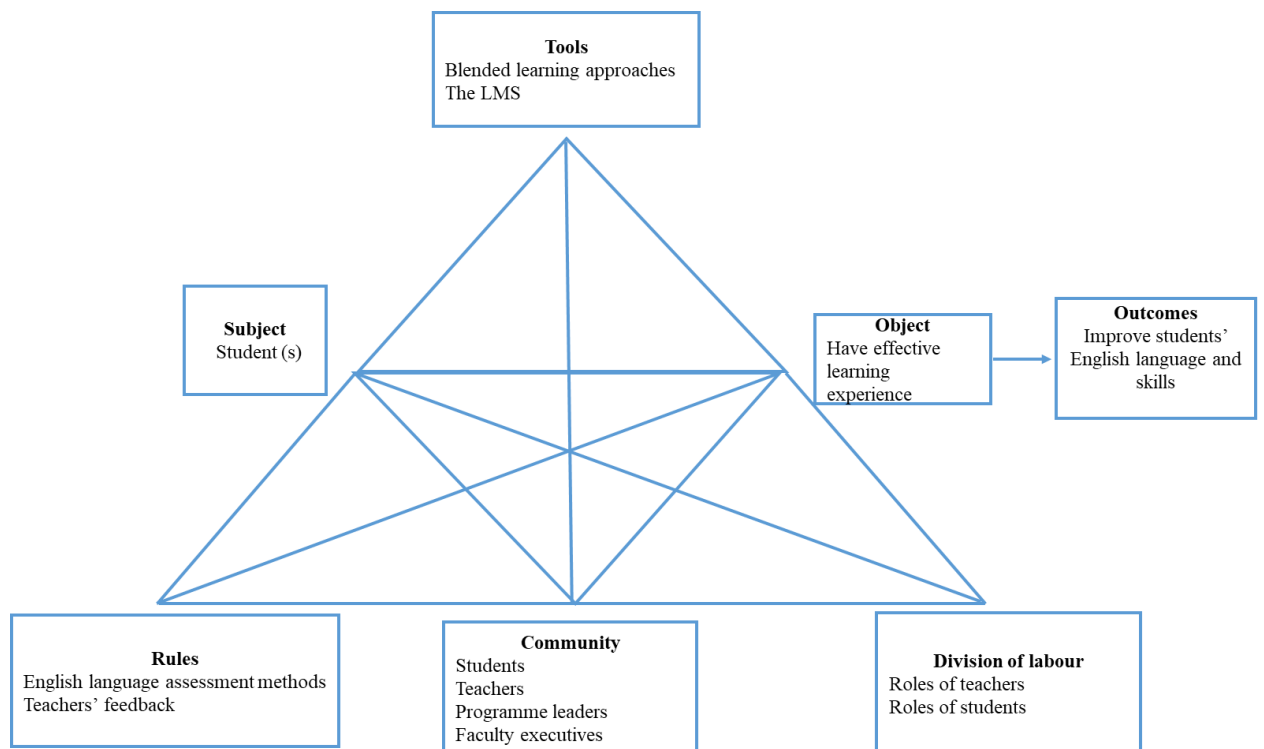 Tools
Blended learning approaches
The LMS
Subject
Student (s)
Object
Have effective
learning
experience
Outcomes
Improve students’
English language and
skills
Rules
English language assessment methods
Teachers’ feedback
Community
Students
Teachers
Programme leaders
Faculty executives
Division of labour
Roles of teachers
Roles of students